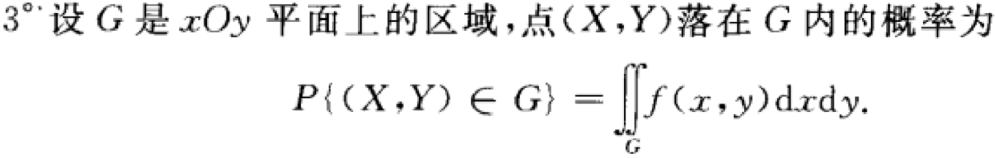 3°设 G 是 xOy 平面上的区域,点(X,Y)落在 G 内的概率为
P{(X,Y) ∈ G} = ∬_G f(x,y)dxdy.